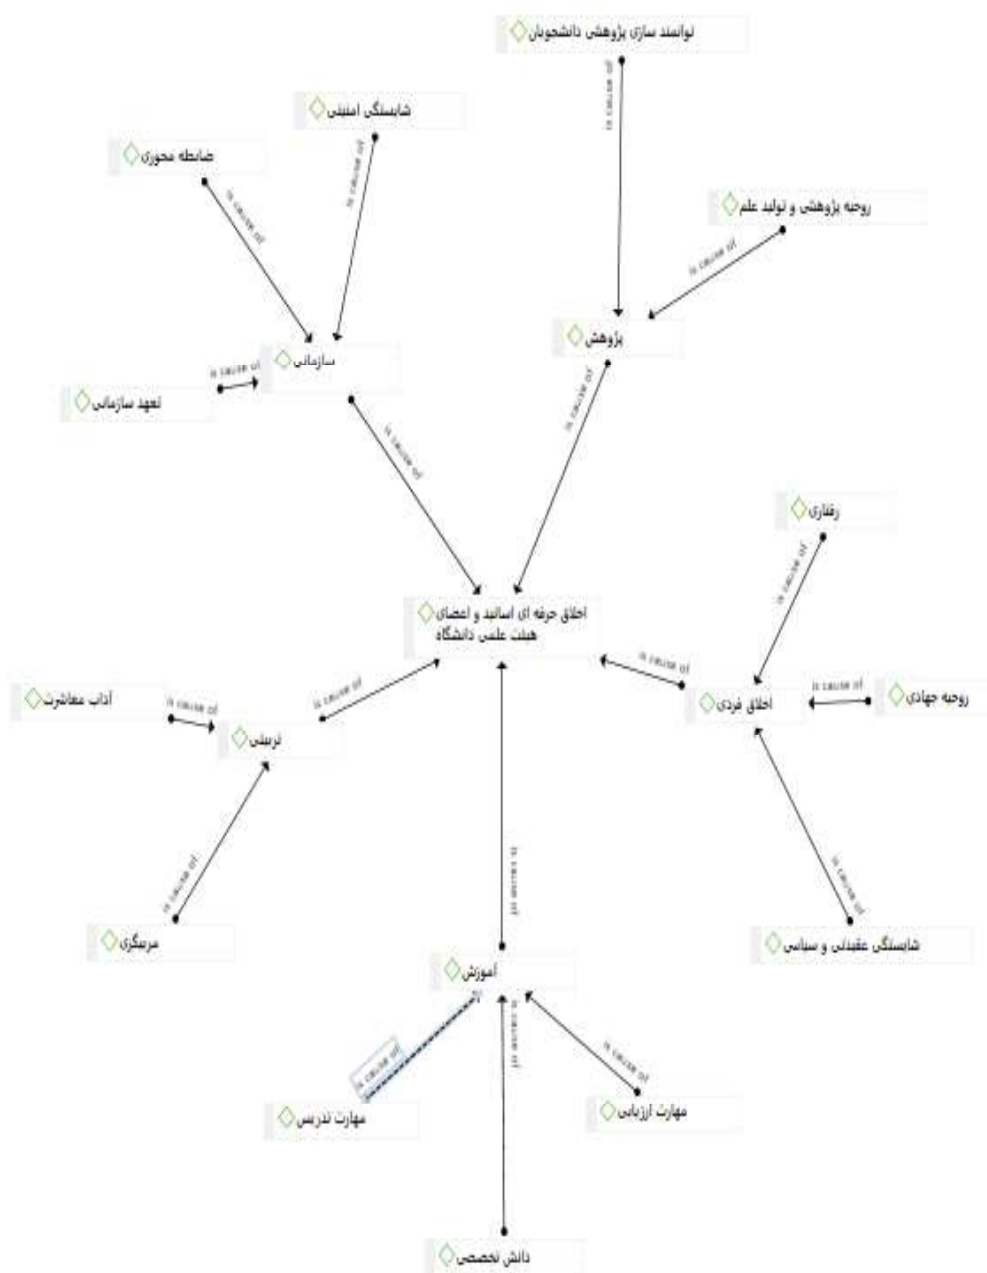 توانمند سازی پژوهشی دانشجویان
is cause of
شایستگی امنیتی
is cause of
ضابطه محوری
is cause of
روحیه پژوهشی و تولید علم
is cause of
پژوهش
سازمانی
is cause of
تعهد سازمانی
is cause of
is cause of
رفتاری
is cause of
اخلاق حرفه ای اساتید و اعضای
هیئت علمی دانشگاه
is cause of
is cause of
روحیه جهادی
is cause of
اخلاق فردی
آداب معاشرت
is cause of
is cause of
تربیتی
is cause of
is cause of
is cause of
مربیگری
شایستگی عقیدتی و سیاسی
آموزش
is cause of
is cause of
is cause of
مهارت تدریس
مهارت ارزیابی
دانش تخصصی